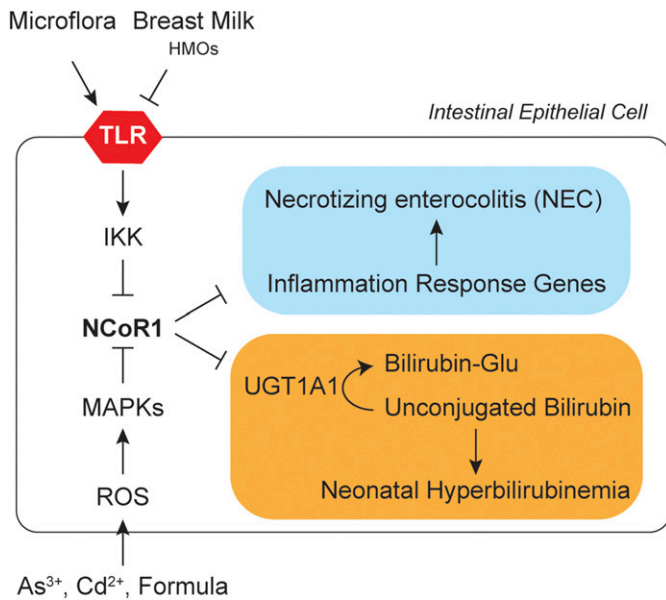 Microflora Breast Milk
HMOs
Intestinal Epithelial Cell
TLR
IKK
NCoR1
MAPKs
ROS
As³⁺, Cd²⁺, Formula
Necrotizing enterocolitis (NEC)
Inflammation Response Genes
Bilirubin-Glu
UGT1A1
Unconjugated Bilirubin
Neonatal Hyperbilirubinemia